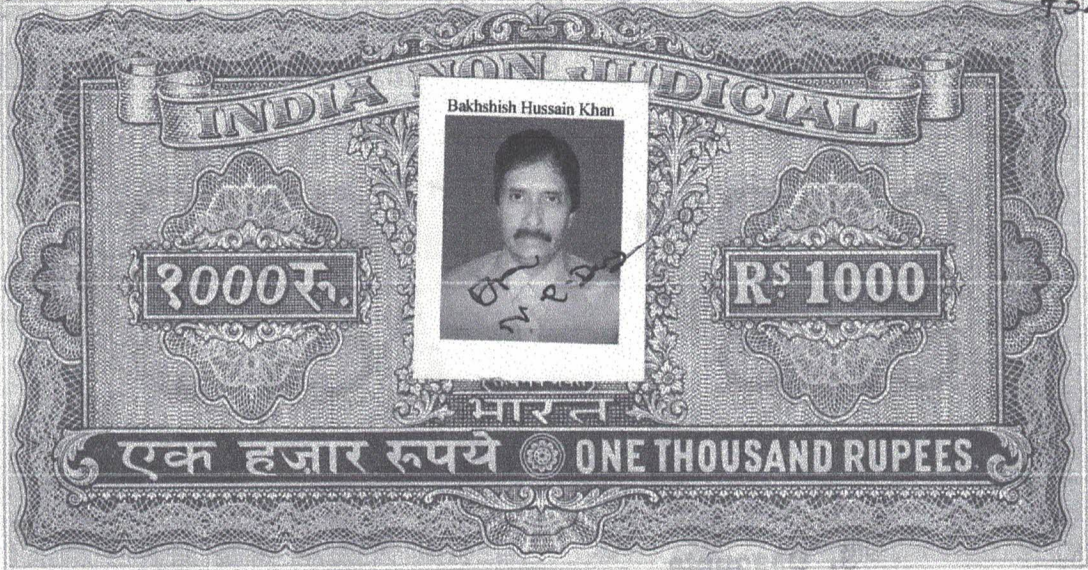 INDIA NON JUDICIAL
Bakhshish Hussain Khan
१000रु.
RS 1000
भारत
एक हजार रूपये ONE THOUSAND RUPEES